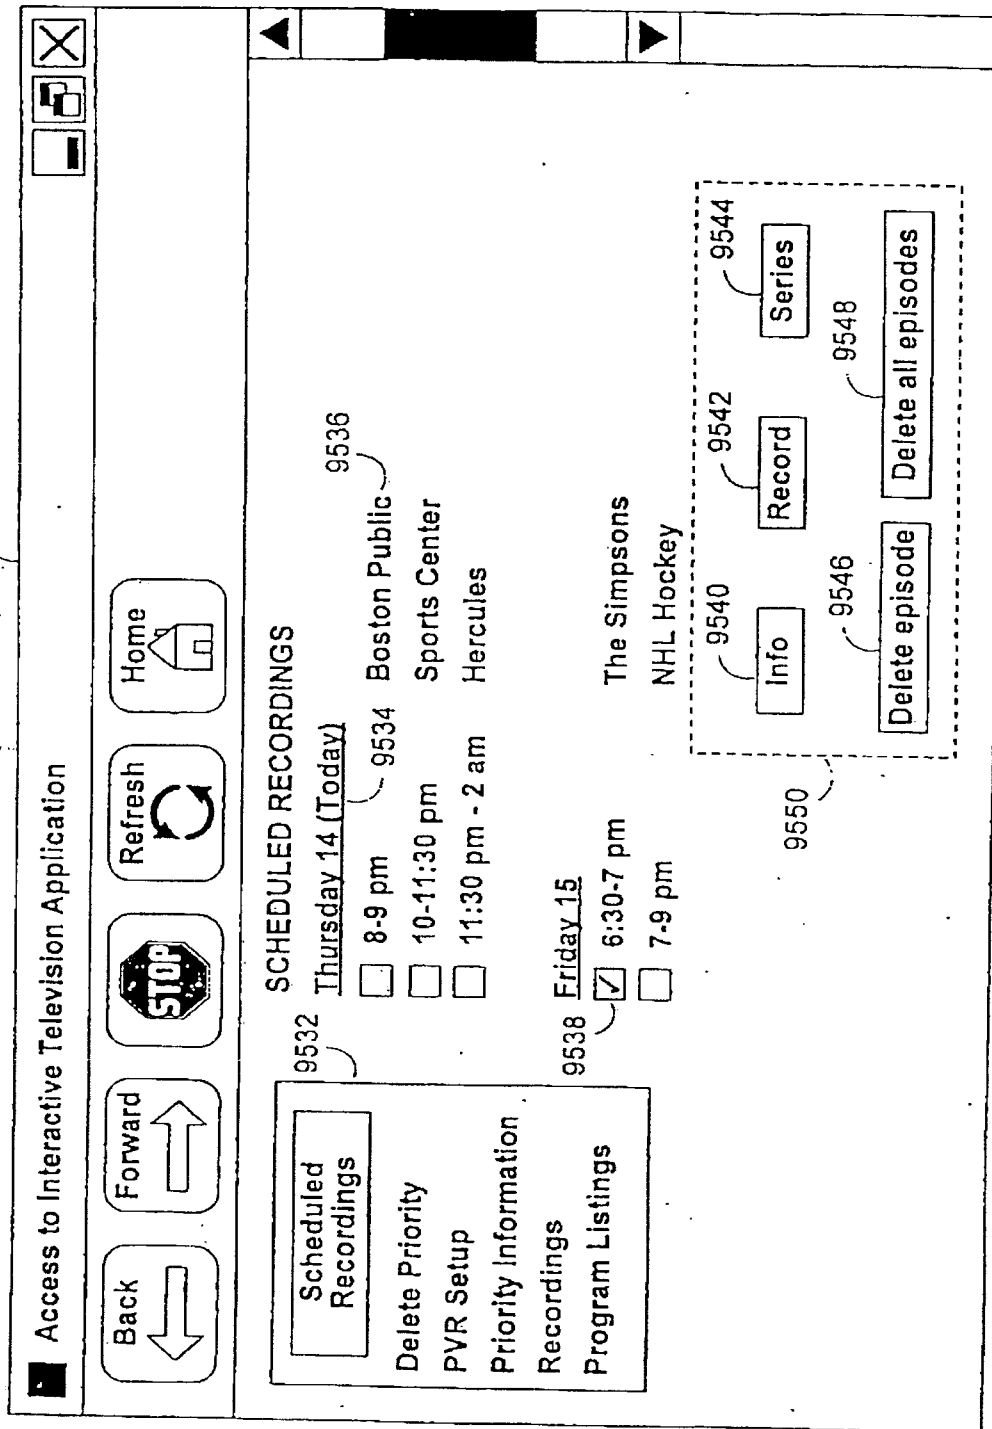 Access to Interactive Television Application
Back
Forward
STOP
Refresh
Home
9532
Scheduled
Recordings
Delete Priority
PVR Setup
Priority Information
Recordings
Program Listings
SCHEDULED RECORDINGS
Thursday 14 (Today)
9534
9536
8-9 pm Boston Public
10-11:30 pm Sports Center
11:30 pm - 2 am Hercules
Friday 15
9538
✓ 6:30-7 pm The Simpsons
7-9 pm NHL Hockey
9540 9542 9544
Info Record Series
9546 9548
Delete episode Delete all episodes
9550